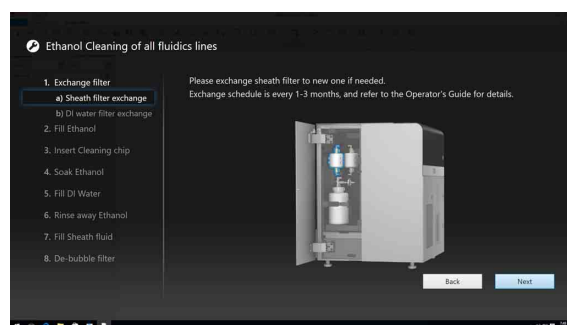 Ethanol Cleaning of all fluidics lines
1. Exchange filter
a) Sheath filter exchange
b) DI water filter exchange
2. Fill Ethanol
3. Insert Cleaning chip
4. Soak Ethanol
5. Fill DI Water
6. Rinse away Ethanol
7. Fill Sheath fluid
8. De-bubble filter
Please exchange sheath filter to new one if needed.
Exchange schedule is every 1-3 months, and refer to the Operator's Guide for details.
Back
Next